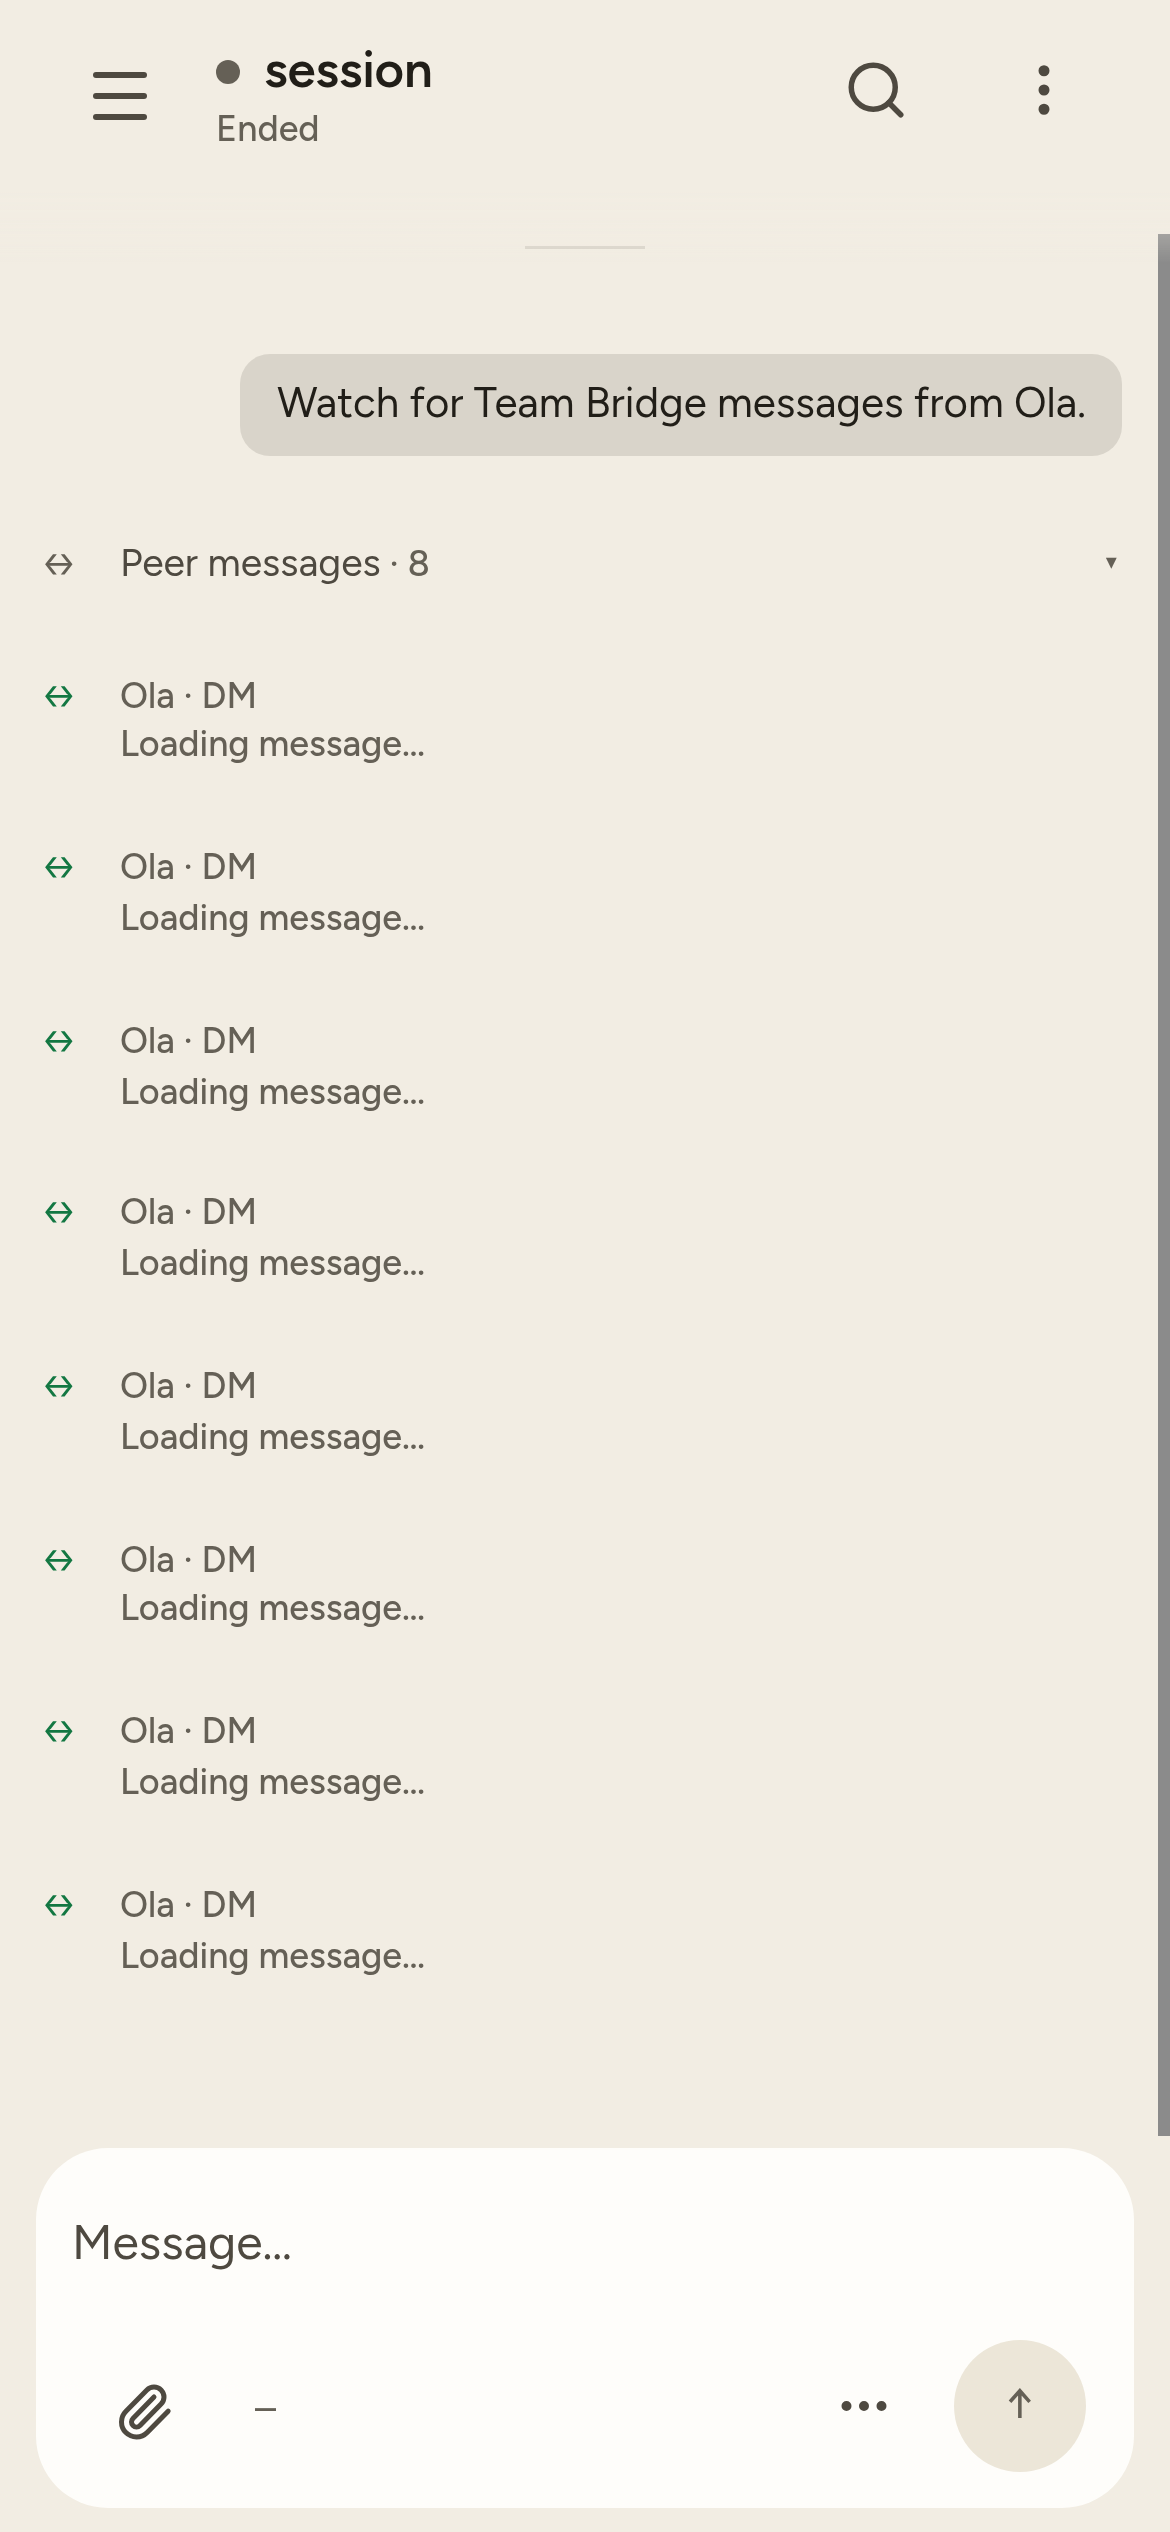 session
Ended
Watch for Team Bridge messages from Ola.
Peer messages · 8
Ola · DM
Loading message...
Ola · DM
Loading message...
Ola · DM
Loading message...
Ola · DM
Loading message...
Ola · DM
Loading message...
Ola · DM
Loading message...
Ola · DM
Loading message...
Ola · DM
Loading message...
Message...
–